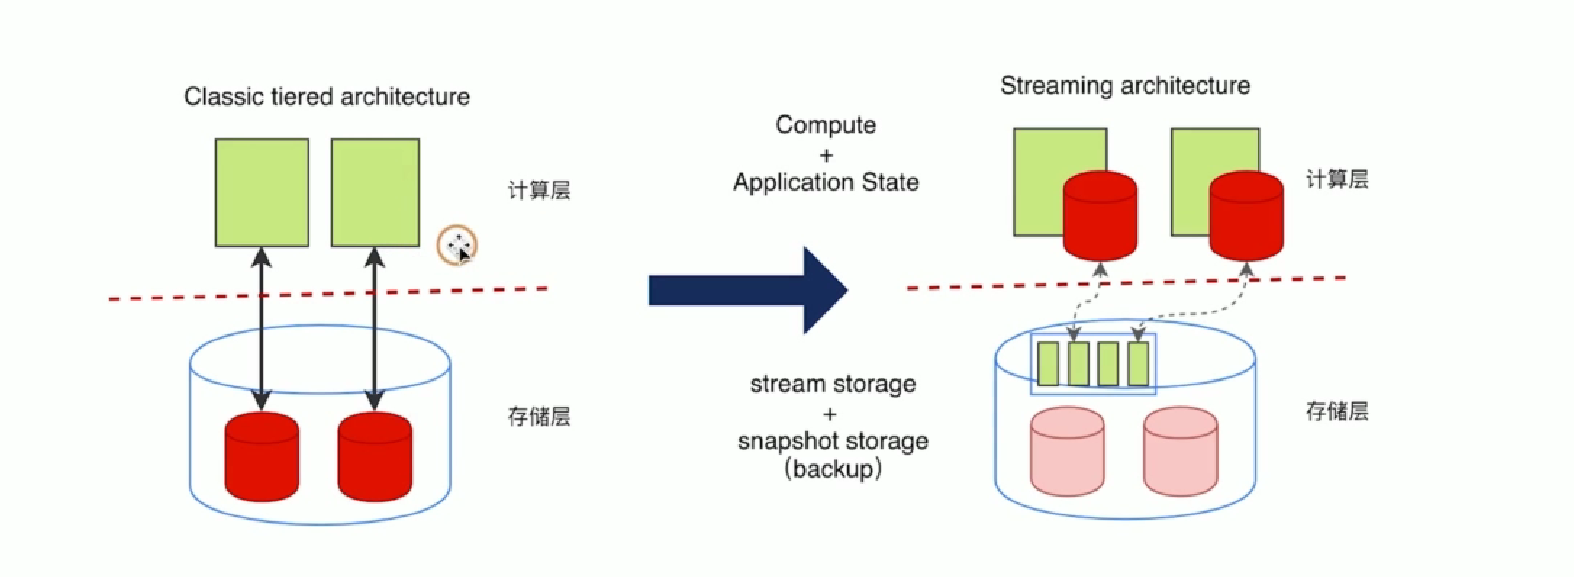 Classic tiered architecture
计算层
存储层
Compute
+
Application State
stream storage
+
snapshot storage
(backup)
Streaming architecture
计算层
存储层